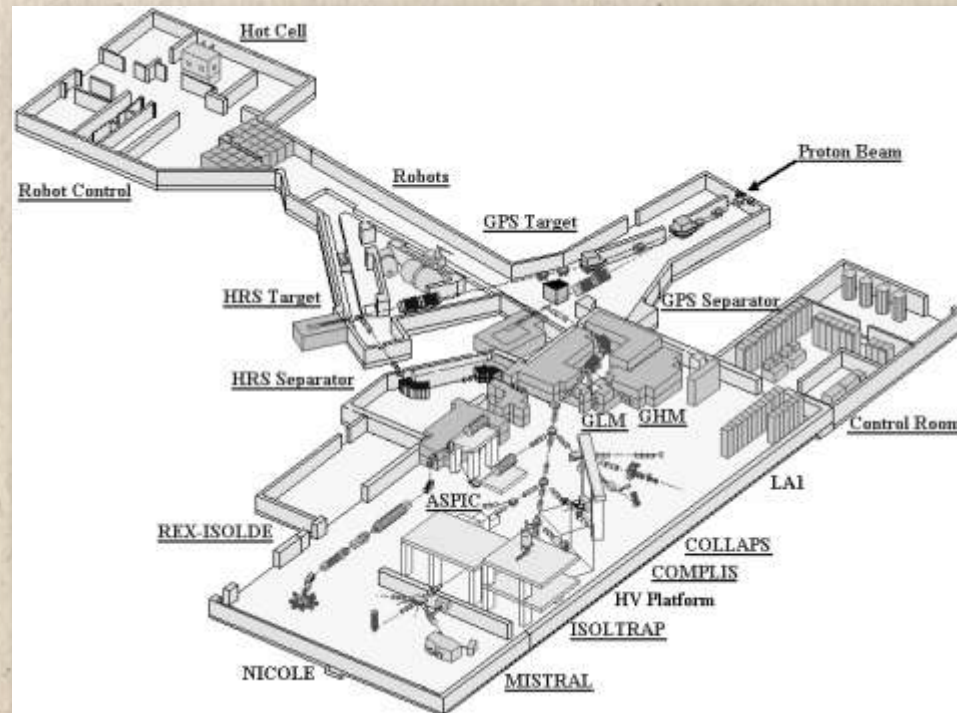 Hot Cell
Proton Beam
Robots
Robot Control
GPS Target
HRS Target
GPS Separator
HRS Separator
GLM
GHM
Control Room
LA1
ASPIC
REX-ISOLDE
COLLAPS
COMPLIS
HV Platform
ISOLTRAP
NICOLE
MISTRAL